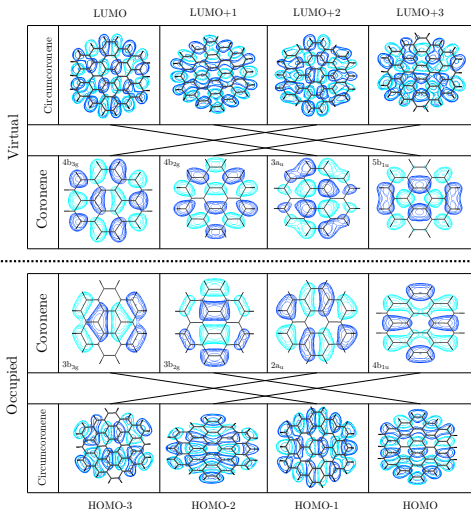 LUMO LUMO+1 LUMO+2 LUMO+3
Virtual
Circumcoronene
Coronene
4b3g 4b2g 3au 5b1u
Occupied
Coronene
3b3g 3b2g 2au 4b1u
Circumcoronene
HOMO-3 HOMO-2 HOMO-1 HOMO